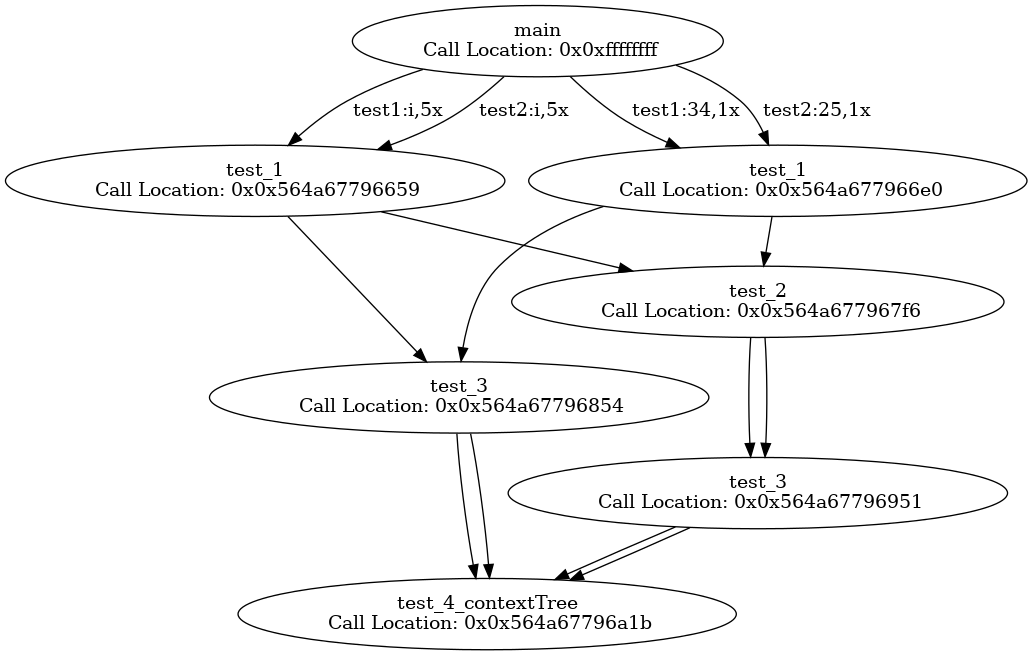 main
Call Location: 0x0xffffffff
test1:i,5x
test2:i,5x
test1:34,1x
test2:25,1x
test_1
Call Location: 0x0x564a67796659
test_1
Call Location: 0x0x564a677966e0
test_2
Call Location: 0x0x564a677967f6
test_3
Call Location: 0x0x564a67796854
test_3
Call Location: 0x0x564a67796951
test_4_contextTree
Call Location: 0x0x564a67796a1b